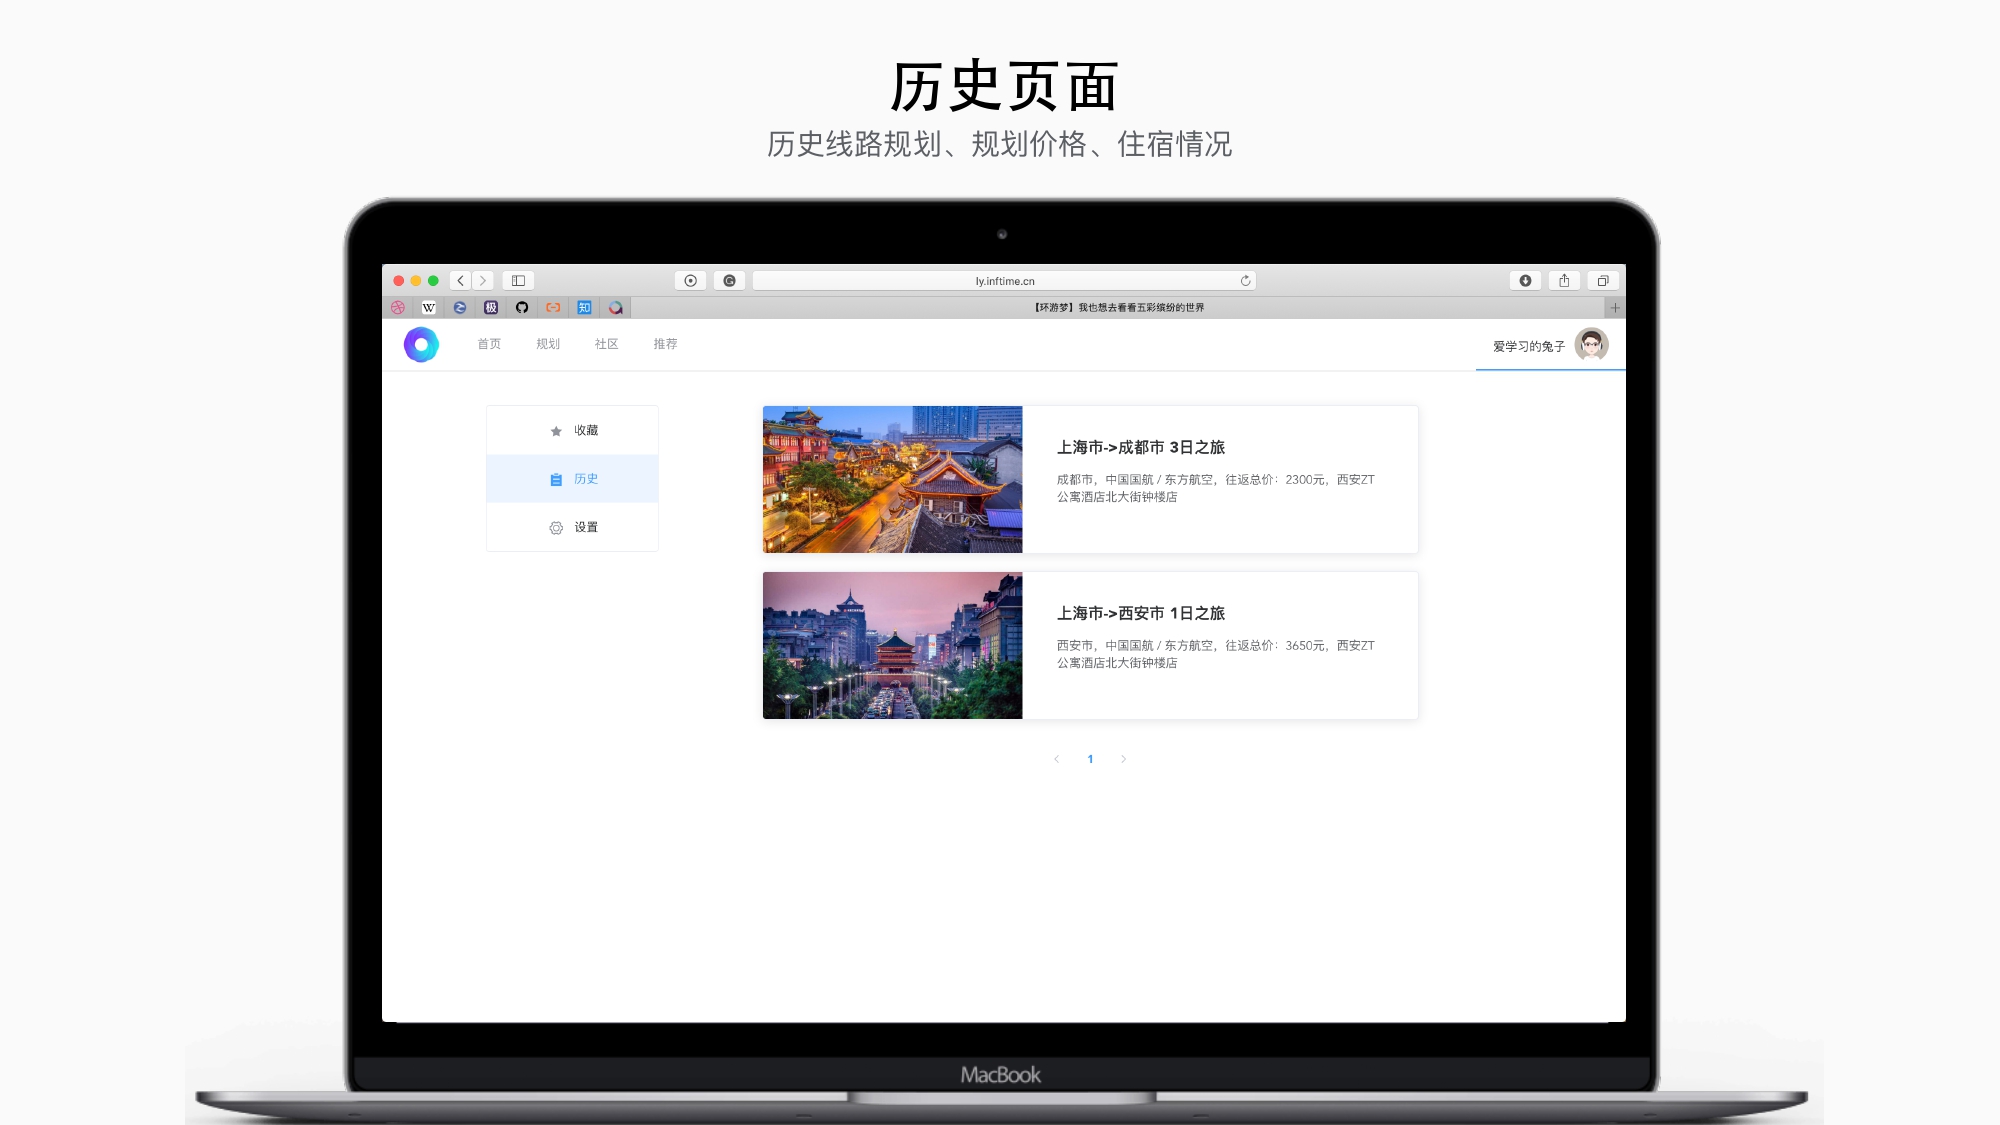 历史页面
历史线路规划、规划价格、住宿情况
ly.inftime.cn
W 极 知
【环游梦】我也想去看看五彩缤纷的世界
首页 规划 社区 推荐
爱学习的兔子
收藏
历史
设置
上海市->成都市 3日之旅
成都市，中国国航 / 东方航空，往返总价：2300元，西安ZT
公寓酒店北大街钟楼店
上海市->西安市 1日之旅
西安市，中国国航 / 东方航空，往返总价：3650元，西安ZT
公寓酒店北大街钟楼店
1
MacBook